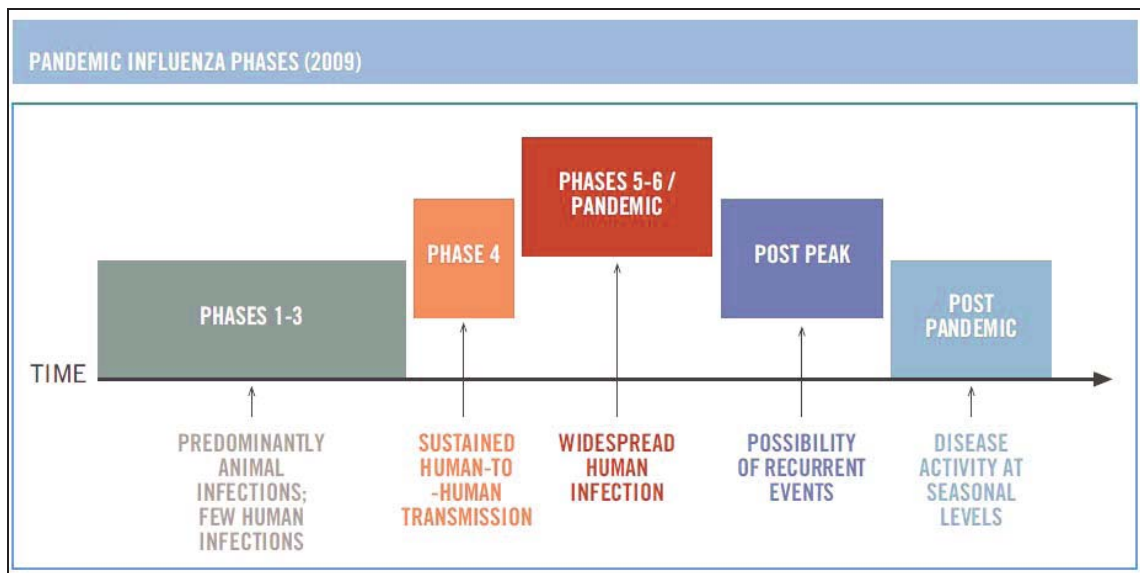 PANDEMIC INFLUENZA PHASES (2009)
PHASES 5-6 /
PANDEMIC
PHASE 4
POST PEAK
PHASES 1-3
POST
PANDEMIC
TIME
PREDOMINANTLY
ANIMAL
INFECTIONS;
FEW HUMAN
INFECTIONS
SUSTAINED
HUMAN-TO
-HUMAN
TRANSMISSION
WIDESPREAD
HUMAN
INFECTION
POSSIBILITY
OF RECURRENT
EVENTS
DISEASE
ACTIVITY AT
SEASONAL
LEVELS